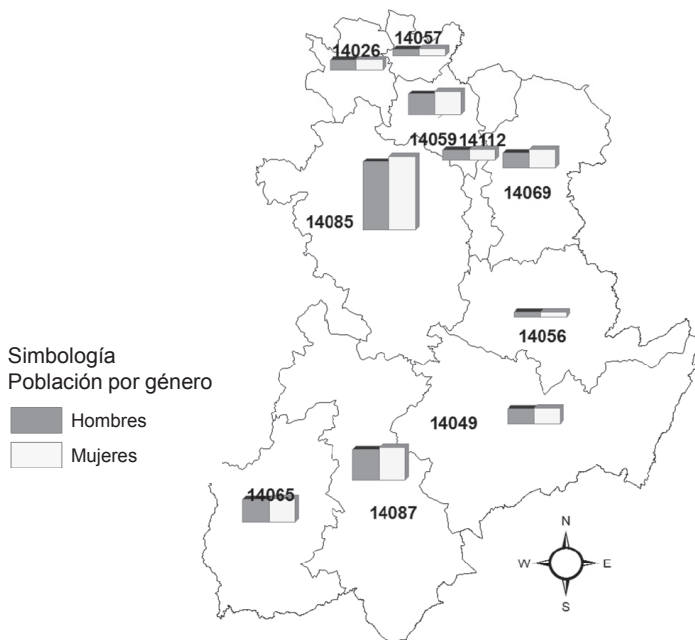 14057
14026
14059 14112
14069
14085
14056
Simbología
Población por género
Hombres
Mujeres
14049
14065
14087
N
W E
S